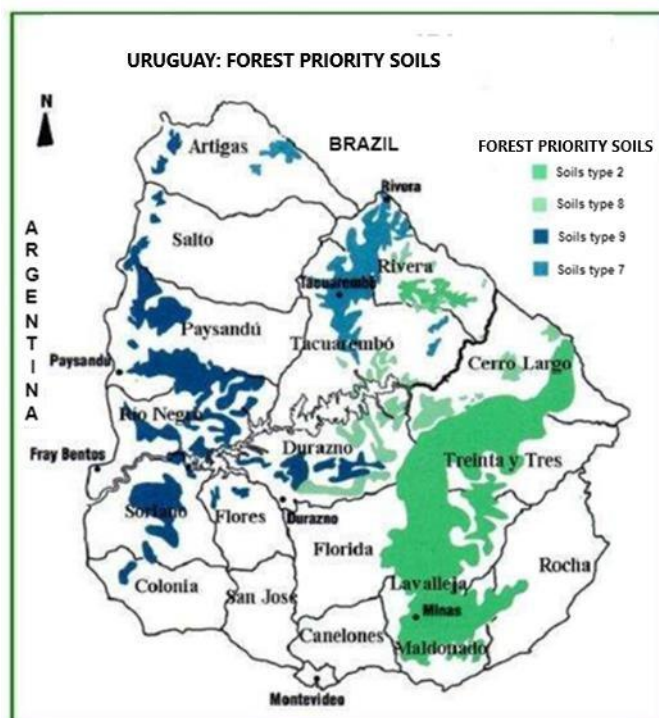 URUGUAY: FOREST PRIORITY SOILS
N
BRAZIL
ARGENTINA
FOREST PRIORITY SOILS
Soils type 2
Soils type 8
Soils type 9
Soils type 7
Artigas
Rivera
Salto
Rivera
Tacuarembó
Paysandú
Tacuarembó
Paysandú
Cerro Largo
Río Negro
Durazno
Treinta y Tres
Fray Bentos
Soriano
Flores
Durazno
Florida
Rocha
Colonia
San José
Lavalleja
Minas
Canelones
Maldonado
Montevideo